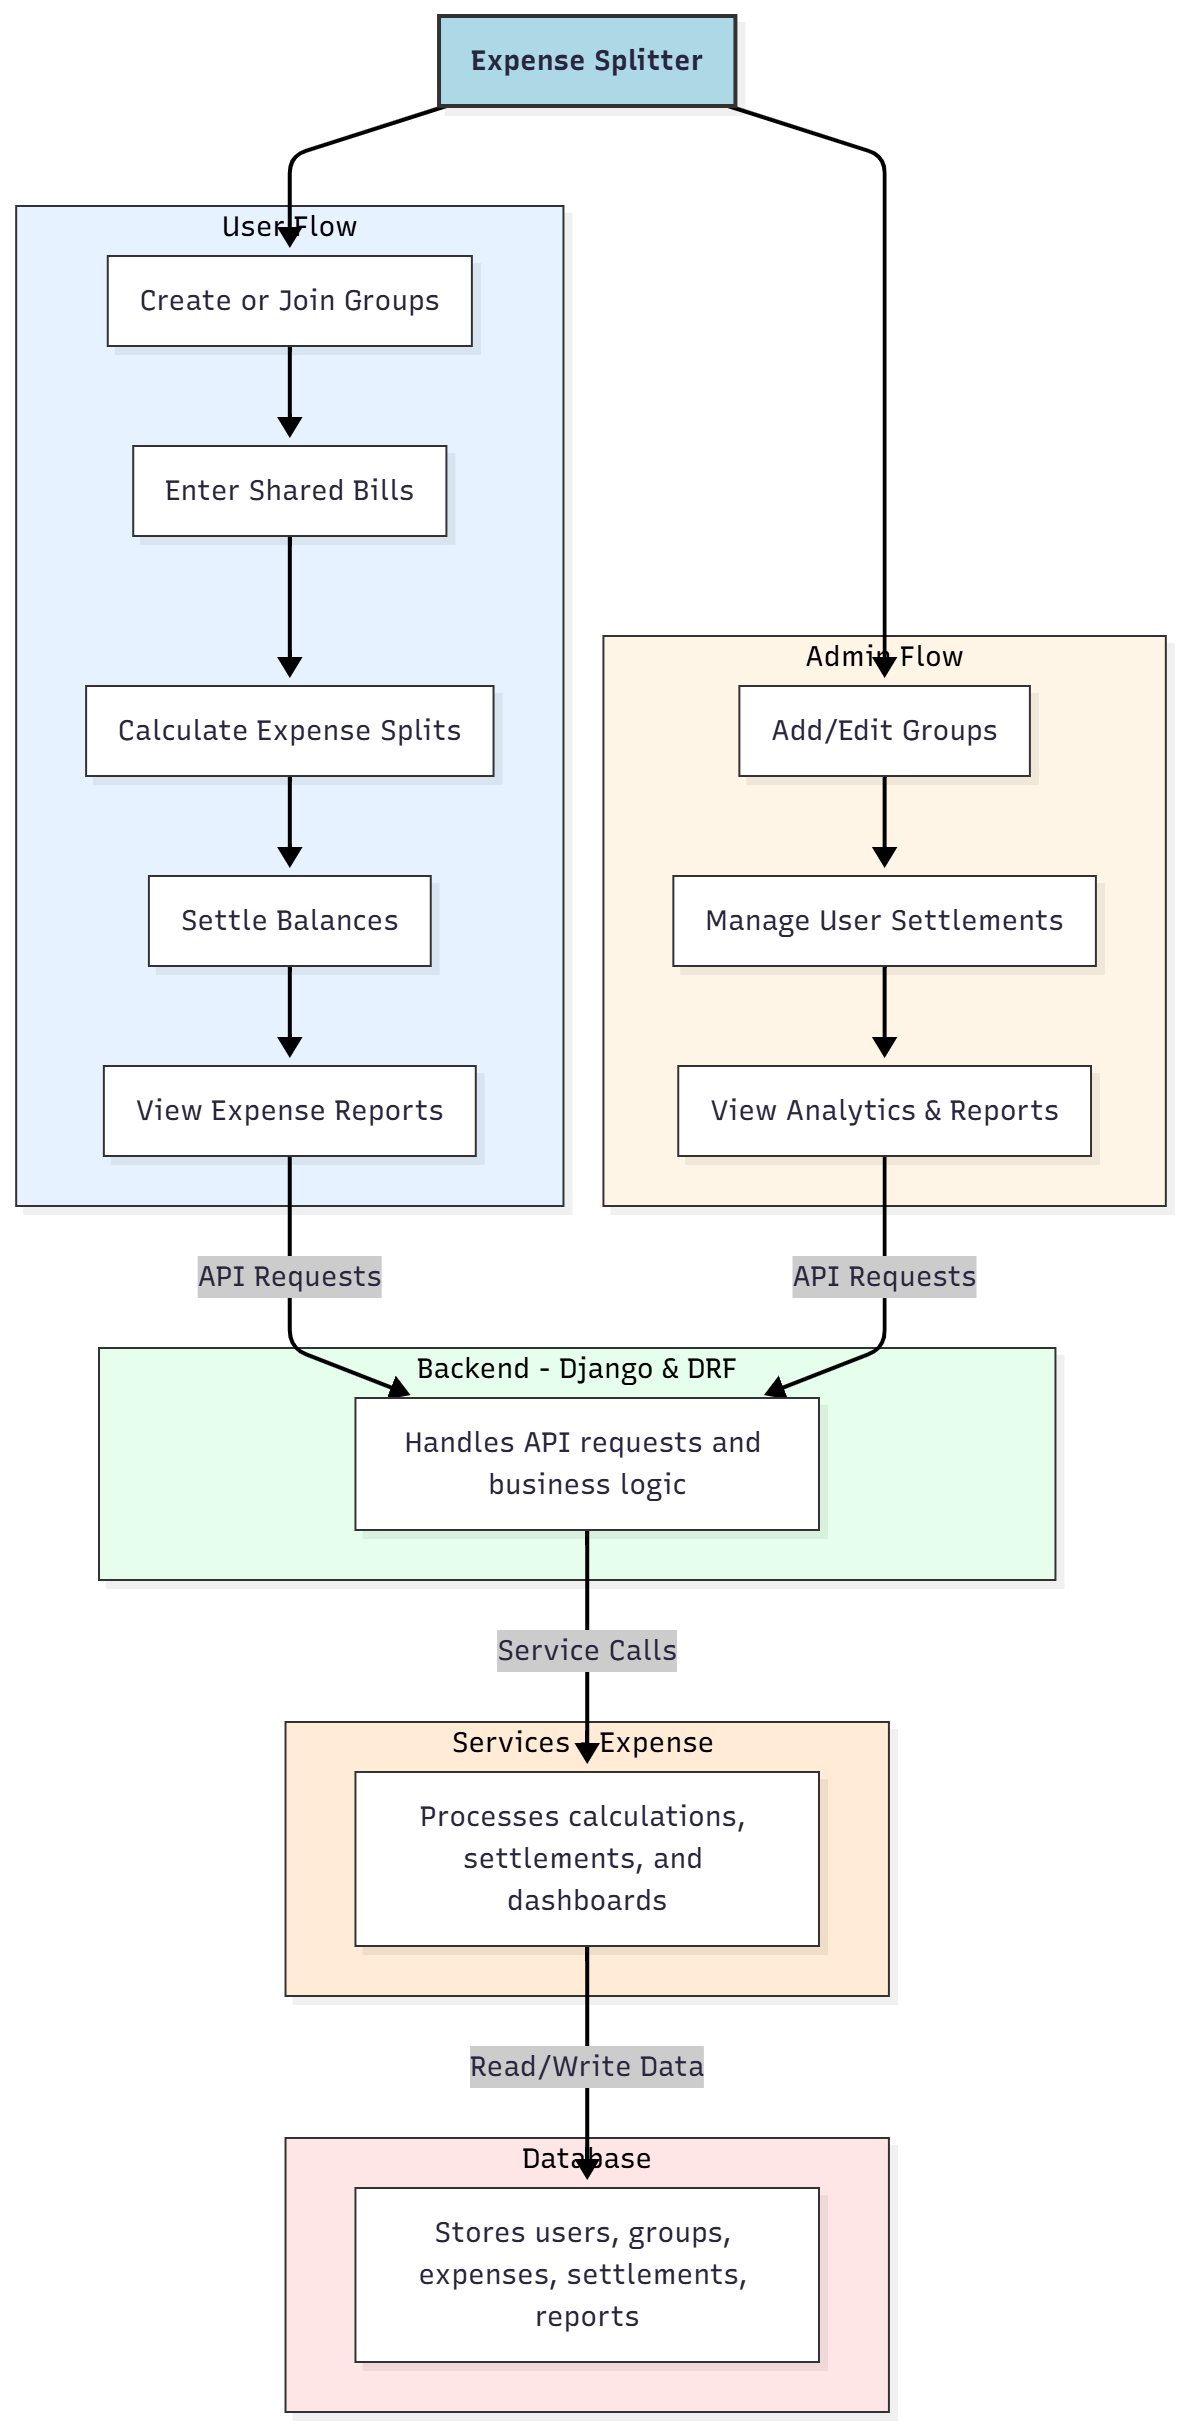 Expense Splitter
User Flow
Create or Join Groups
Enter Shared Bills
Calculate Expense Splits
Settle Balances
View Expense Reports
Admin Flow
Add/Edit Groups
Manage User Settlements
View Analytics & Reports
API Requests
API Requests
Backend - Django & DRF
Handles API requests and
business logic
Service Calls
Services Expense
Processes calculations,
settlements, and
dashboards
Read/Write Data
Database
Stores users, groups,
expenses, settlements,
reports